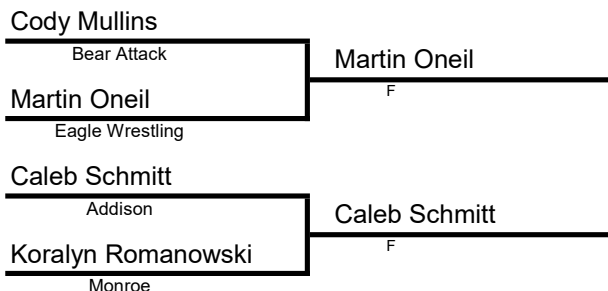 Cody Mullins
Bear Attack
Martin Oneil
F
Martin Oneil
Eagle Wrestling
Caleb Schmitt
Addison
Caleb Schmitt
F
Koralyn Romanowski
Monroe